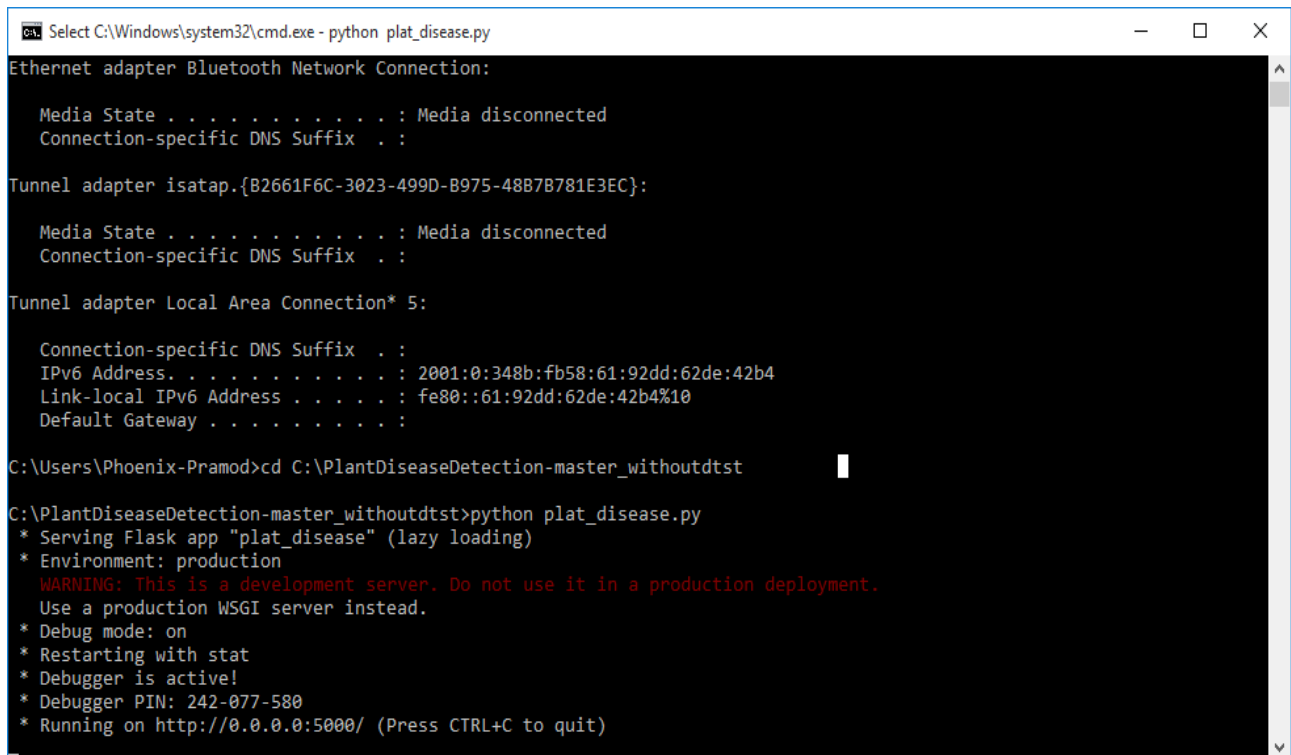 Select C:\Windows\system32\cmd.exe - python  plat_disease.py
Ethernet adapter Bluetooth Network Connection:
   Media State . . . . . . . . . . . : Media disconnected
   Connection-specific DNS Suffix  . :
Tunnel adapter isatap.{B2661F6C-3023-499D-B975-48B7B781E3EC}:
   Media State . . . . . . . . . . . : Media disconnected
   Connection-specific DNS Suffix  . :
Tunnel adapter Local Area Connection* 5:
   Connection-specific DNS Suffix  . :
   IPv6 Address. . . . . . . . . . . : 2001:0:348b:fb58:61:92dd:62de:42b4
   Link-local IPv6 Address . . . . . : fe80::61:92dd:62de:42b4%10
   Default Gateway . . . . . . . . . :
C:\Users\Phoenix-Pramod>cd C:\PlantDiseaseDetection-master_withoutdtst
C:\PlantDiseaseDetection-master_withoutdtst>python plat_disease.py
 * Serving Flask app "plat_disease" (lazy loading)
 * Environment: production
   WARNING: This is a development server. Do not use it in a production deployment.
   Use a production WSGI server instead.
 * Debug mode: on
 * Restarting with stat
 * Debugger is active!
 * Debugger PIN: 242-077-580
 * Running on http://0.0.0.0:5000/ (Press CTRL+C to quit)